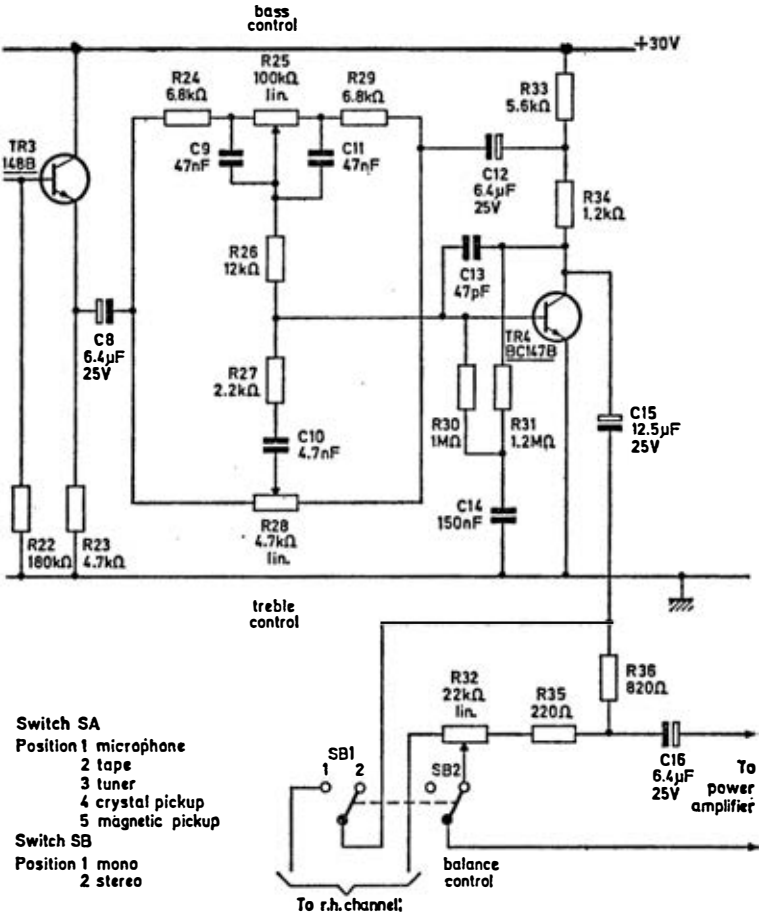 bass
control
+30V
R24
6.8kΩ
R25
100kΩ
lin.
R29
6.8kΩ
R33
5.6kΩ
TR3
148B
C9
47nF
C11
47nF
C12
6.4µF
25V
R34
1.2kΩ
R26
12kΩ
C13
47pF
C8
6.4µF
25V
TR4
BC147B
R27
2.2kΩ
R30
1MΩ
R31
1.2MΩ
C15
12.5µF
25V
C10
4.7nF
C14
150nF
R22
180kΩ
R23
4.7kΩ
R28
4.7kΩ
lin.
treble
control
R32
22kΩ
lin.
R35
220Ω
R36
820Ω
C16
6.4µF
25V
To
power
amplifier
Switch SA
Position 1 microphone
2 tape
3 tuner
4 crystal pickup
5 magnetic pickup
Switch SB
Position 1 mono
2 stereo
SB1
1 2
SB2
balance
control
To r.h. channel;